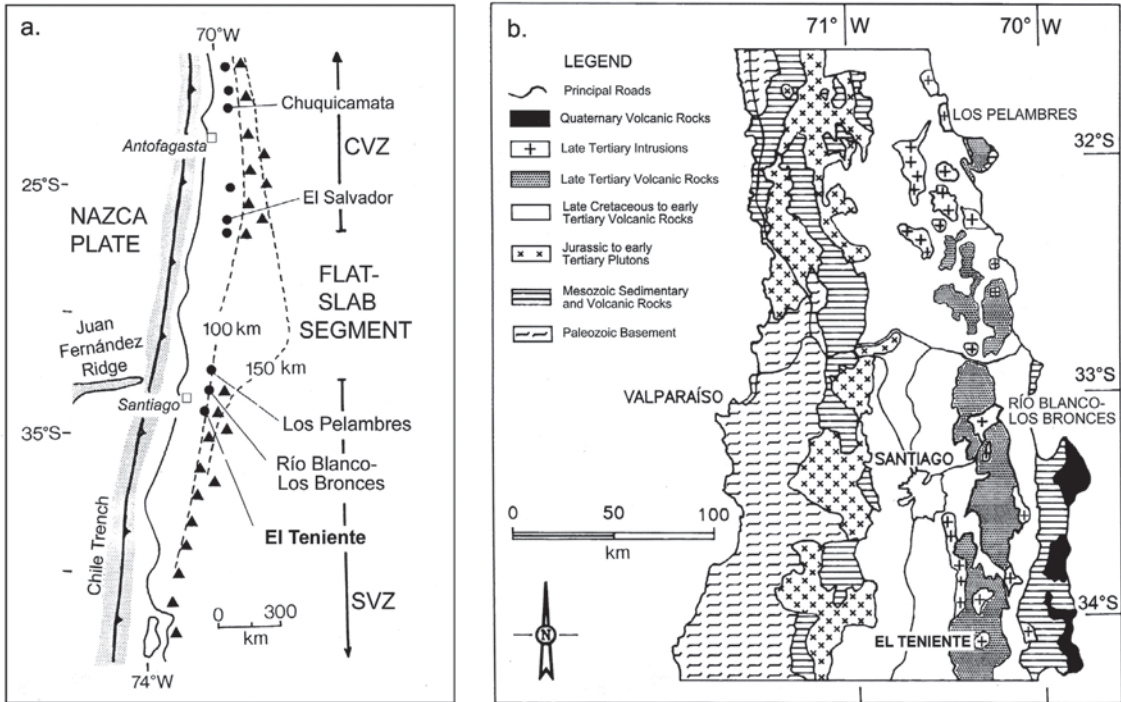 a.
70°W
Chuquicamata
Antofagasta
CVZ
25°S
El Salvador
NAZCA
PLATE
FLAT-
SLAB
SEGMENT
100 km
Juan
Fernández
Ridge
150 km
Santiago
Los Pelambres
35°S
Río Blanco-
Los Bronces
El Teniente
Chile Trench
SVZ
0 300
km
74°W
b.
71°W 70°W
LEGEND
Principal Roads
Quaternary Volcanic Rocks
Late Tertiary Intrusions
Late Tertiary Volcanic Rocks
Late Cretaceous to early
Tertiary Volcanic Rocks
Jurassic to early
Tertiary Plutons
Mesozoic Sedimentary
and Volcanic Rocks
Paleozoic Basement
LOS PELAMBRES
32°S
33°S
VALPARAÍSO
RÍO BLANCO-
LOS BRONCES
SANTIAGO
0 50 100
km
34°S
EL TENIENTE
N